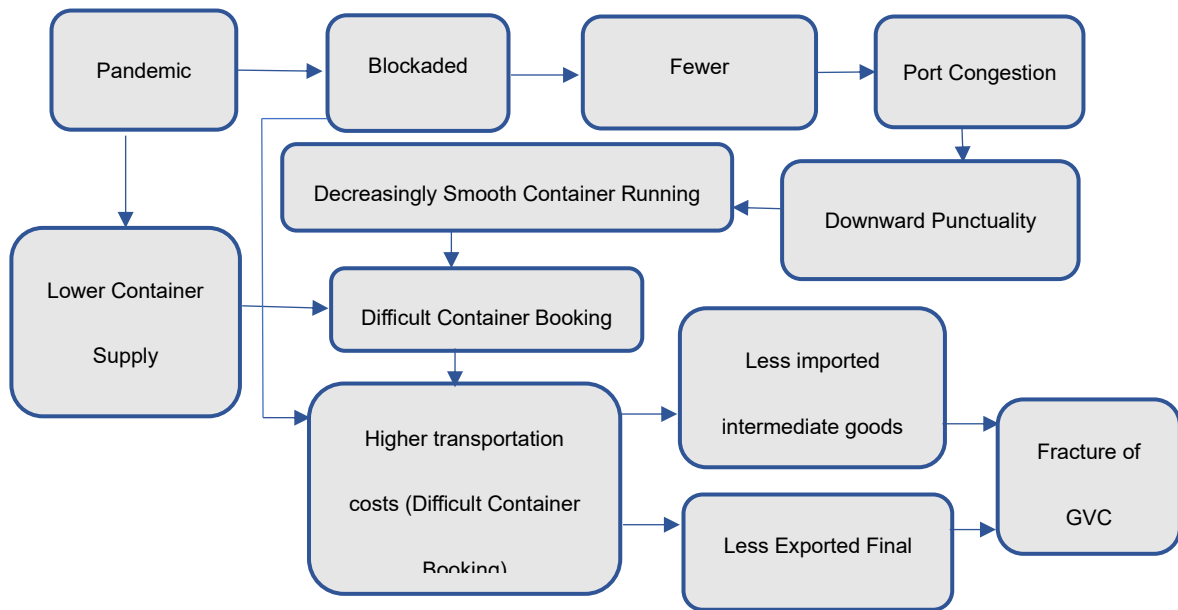 Pandemic
Blockaded
Fewer
Port Congestion
Decreasingly Smooth Container Running
Downward Punctuality
Lower Container
Supply
Difficult Container Booking
Higher transportation
costs (Difficult Container
Booking)
Less imported
intermediate goods
Less Exported Final
Fracture of
GVC